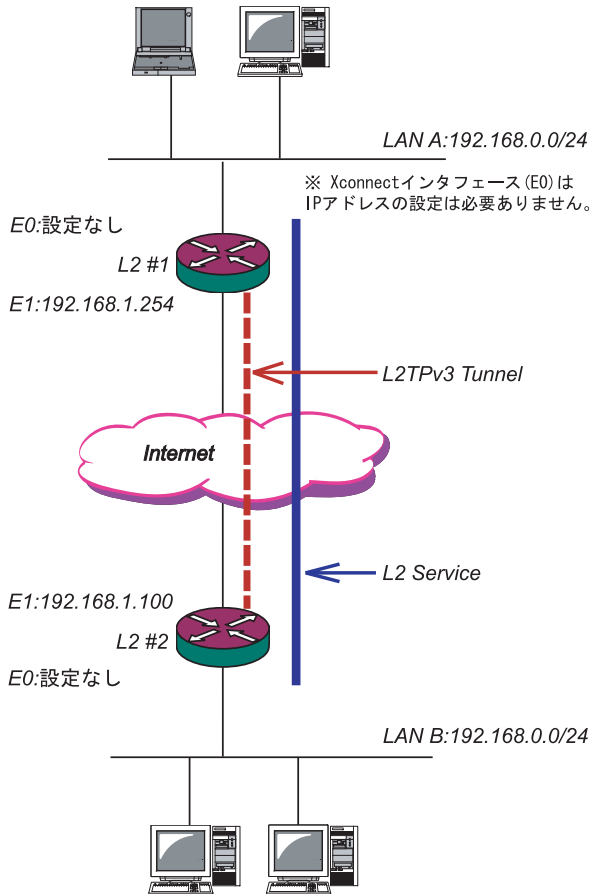 LAN A:192.168.0.0/24
※ Xconnectインタフェース(E0)は
IPアドレスの設定は必要ありません。
E0:設定なし
L2 #1
E1:192.168.1.254
L2TPv3 Tunnel
Internet
L2 Service
E1:192.168.1.100
L2 #2
E0:設定なし
LAN B:192.168.0.0/24